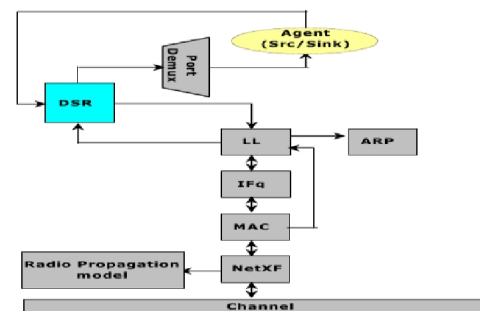 Agent
(Src/Sink)
Port
Demux
DSR
LL
ARP
IFq
MAC
Radio Propagation
model
NetXF
Channel